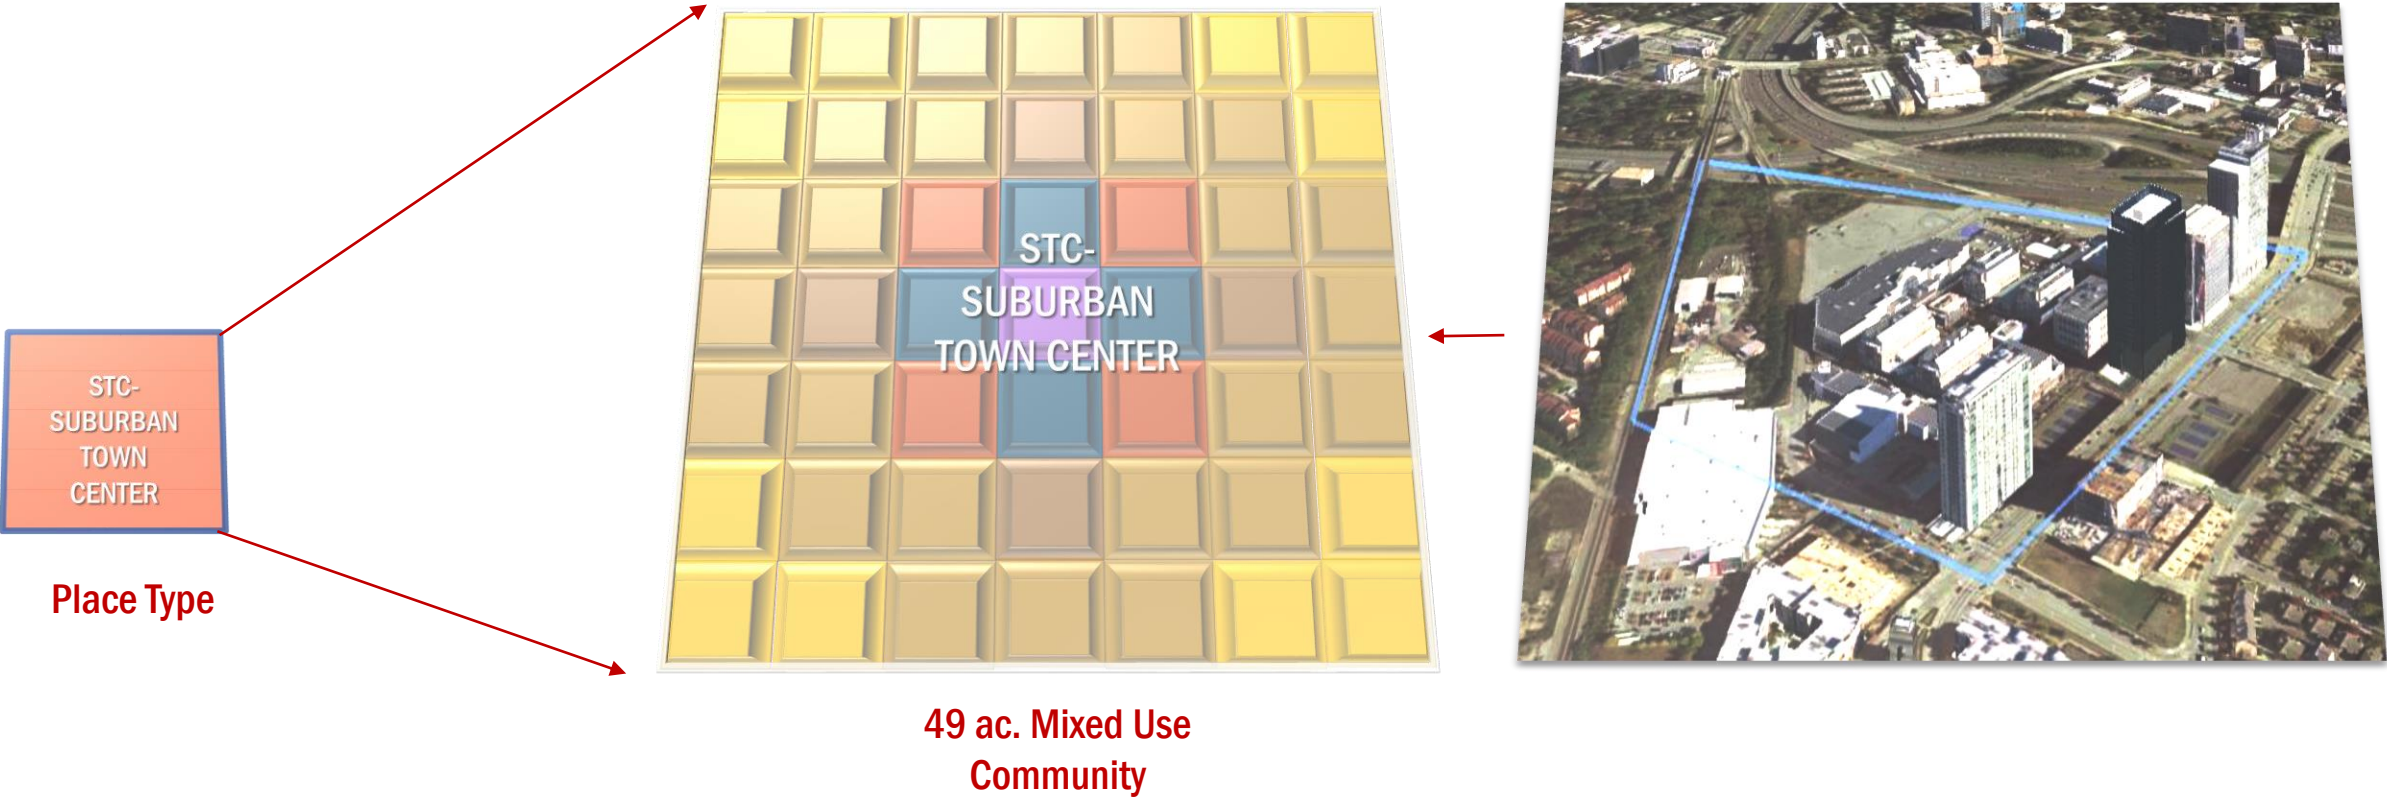 STC-
SUBURBAN
TOWN
CENTER
Place Type
STC-
SUBURBAN
TOWN CENTER
49 ac. Mixed Use
Community